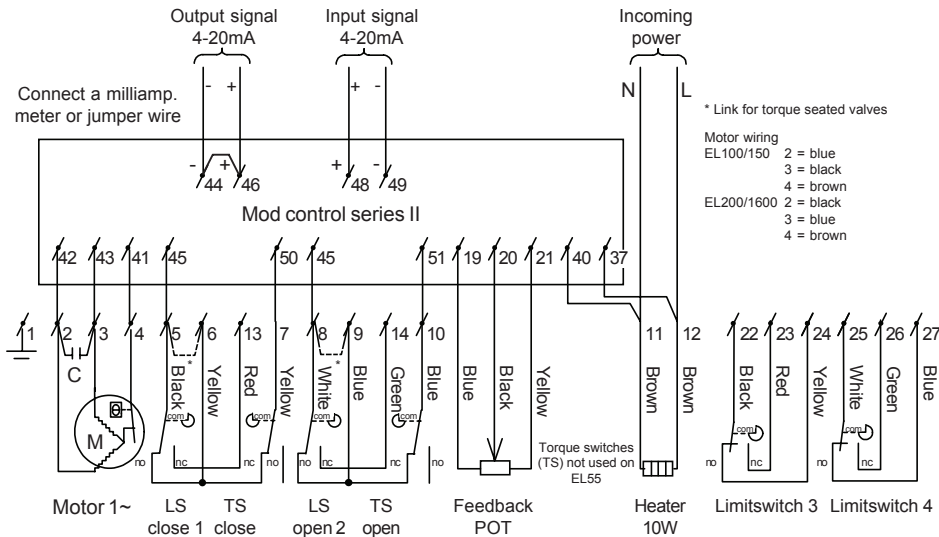 Output signal
4-20mA
Input signal
4-20mA
Incoming
power
- +
+ -
N L
Connect a milliamp.
meter or jumper wire
* Link for torque seated valves
Motor wiring
EL100/150 2 = blue
3 = black
4 = brown
EL200/1600 2 = black
3 = blue
4 = brown
- +
+ -
44 46 48 49
Mod control series II
42 43 41 45 50 45 51 19 20 21 40 37
1 2 3 4 5 6 13 7 8 9 14 10 11 12 22 23 24 25 26 27
* *
C
Black Yellow Red Yellow White Blue Green Blue Blue Black Yellow Brown Brown Black Red Yellow White Green Blue
com com com com com com
M
no nc no nc no no nc no nc
Torque switches
(TS) not used on
EL55
Motor 1~
LS
close 1
TS
close
LS
open 2
TS
open
Feedback
POT
Heater
10W
Limitswitch 3
Limitswitch 4